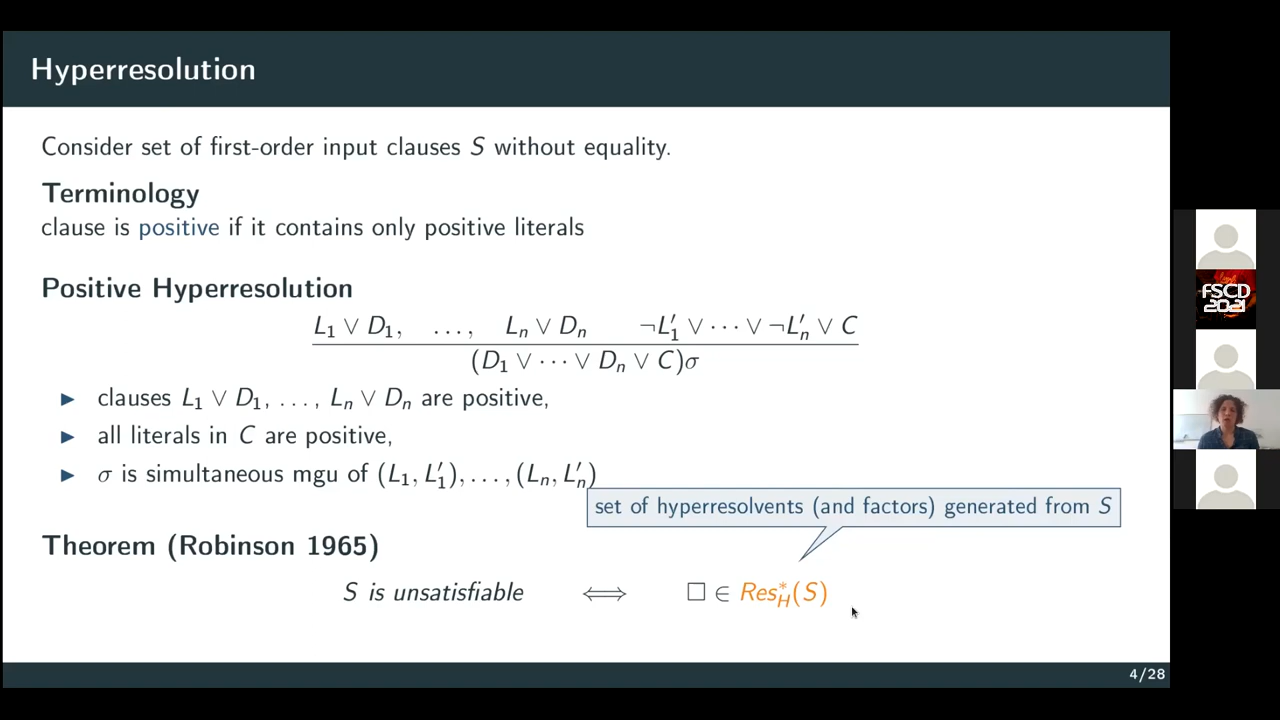 Hyperresolution
Consider set of first-order input clauses S without equality.
Terminology
clause is positive if it contains only positive literals
Positive Hyperresolution
L₁ ∨ D₁, ..., Lₙ ∨ Dₙ ¬L′₁ ∨ ··· ∨ ¬L′ₙ ∨ C
(D₁ ∨ ··· ∨ Dₙ ∨ C)σ
▶ clauses L₁ ∨ D₁, ..., Lₙ ∨ Dₙ are positive,
▶ all literals in C are positive,
▶ σ is simultaneous mgu of (L₁, L′₁), ..., (Lₙ, L′ₙ)
set of hyperresolvents (and factors) generated from S
Theorem (Robinson 1965)
S is unsatisfiable ⟺ □ ∈ Res*_H(S)
4/28
FSCD
2021